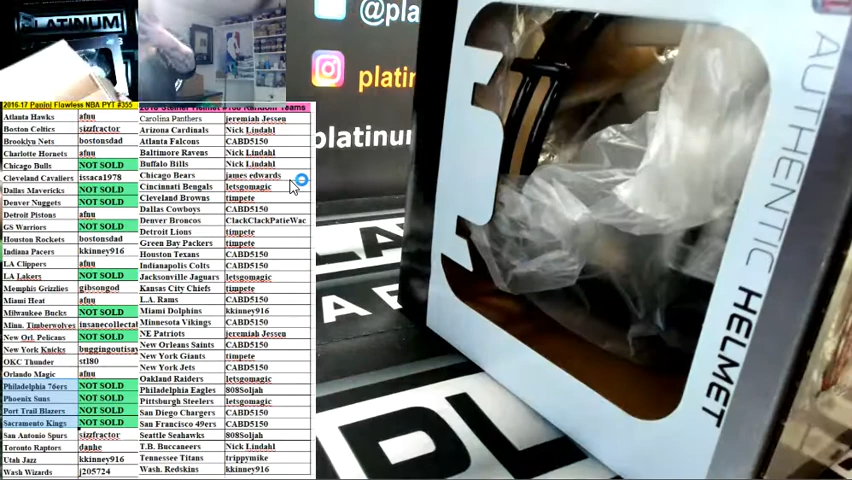 PLATINUM
@pla
platin
platinum
2016-17 Panini Flawless NBA PYT #355
Atlanta Hawks afnu
Boston Celtics sizzfractor
Brooklyn Nets bostonsdad
Charlotte Hornets afnu
Chicago Bulls NOT SOLD
Cleveland Cavaliers issaca1978
Dallas Mavericks NOT SOLD
Denver Nuggets NOT SOLD
Detroit Pistons afnu
GS Warriors NOT SOLD
Houston Rockets bostonsdad
Indiana Pacers kkinney916
LA Clippers afnu
LA Lakers NOT SOLD
Memphis Grizzlies gibsongod
Miami Heat afnu
Milwaukee Bucks NOT SOLD
Minn. Timberwolves insanecollectab
New Orl. Pelicans NOT SOLD
New York Knicks buggingoutisay
OKC Thunder stl80
Orlando Magic afnu
Philadelphia 76ers NOT SOLD
Phoenix Suns NOT SOLD
Port Trail Blazers NOT SOLD
Sacramento Kings NOT SOLD
San Antonio Spurs sizzfractor
Toronto Raptors danhe
Utah Jazz kkinney916
Wash Wizards j205724
Random Teams
Carolina Panthers jeremiah Jessen
Arizona Cardinals Nick Lindahl
Atlanta Falcons CABD5150
Baltimore Ravens Nick Lindahl
Buffalo Bills Nick Lindahl
Chicago Bears james edwards
Cincinnati Bengals letsgomagic
Cleveland Browns timpete
Dallas Cowboys CABD5150
Denver Broncos ClackClackPatieWac
Detroit Lions timpete
Green Bay Packers timpete
Houston Texans CABD5150
Indianapolis Colts CABD5150
Jacksonville Jaguars letsgomagic
Kansas City Chiefs timpete
L.A. Rams CABD5150
Miami Dolphins kkinney916
Minnesota Vikings CABD5150
NE Patriots jeremiah Jessen
New Orleans Saints CABD5150
New York Giants timpete
New York Jets CABD5150
Oakland Raiders letsgomagic
Philadelphia Eagles 808Soljah
Pittsburgh Steelers letsgomagic
San Diego Chargers CABD5150
San Francisco 49ers CABD5150
Seattle Seahawks 808Soljah
T.B. Buccaneers Nick Lindahl
Tennessee Titans trippymike
Wash. Redskins kkinney916
AUTHENTIC HELMET